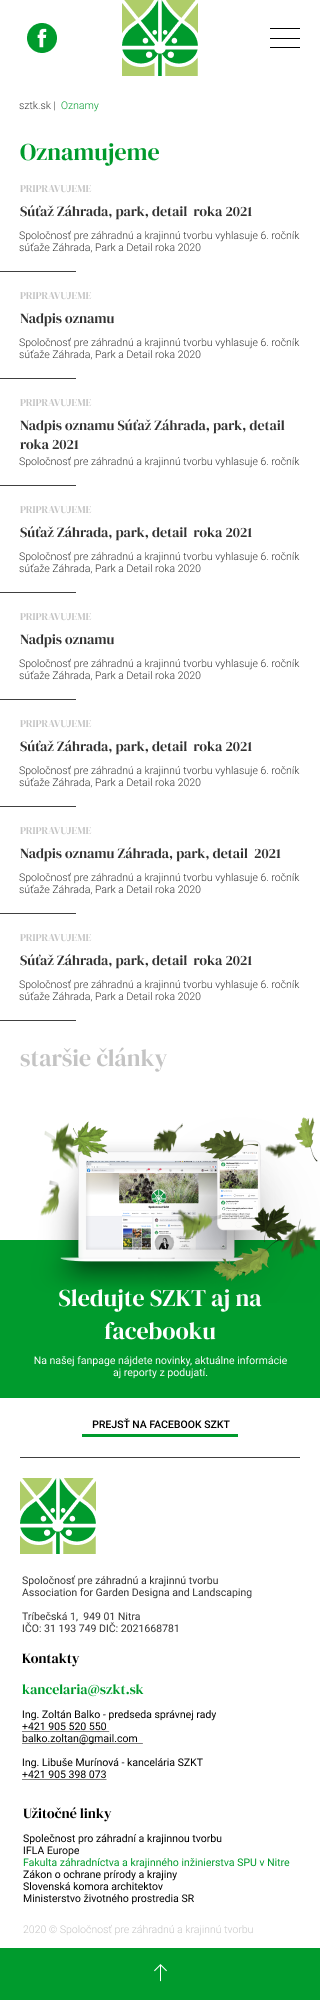 sztk.sk | Oznamy
Oznamujeme
PRIPRAVUJEME
Súťaž Záhrada, park, detail roka 2021
Spoločnosť pre záhradnú a krajinnú tvorbu vyhlasuje 6. ročník
súťaže Záhrada, Park a Detail roka 2020
PRIPRAVUJEME
Nadpis oznamu
Spoločnosť pre záhradnú a krajinnú tvorbu vyhlasuje 6. ročník
súťaže Záhrada, Park a Detail roka 2020
PRIPRAVUJEME
Nadpis oznamu Súťaž Záhrada, park, detail
roka 2021
Spoločnosť pre záhradnú a krajinnú tvorbu vyhlasuje 6. ročník
PRIPRAVUJEME
Súťaž Záhrada, park, detail roka 2021
Spoločnosť pre záhradnú a krajinnú tvorbu vyhlasuje 6. ročník
súťaže Záhrada, Park a Detail roka 2020
PRIPRAVUJEME
Nadpis oznamu
Spoločnosť pre záhradnú a krajinnú tvorbu vyhlasuje 6. ročník
súťaže Záhrada, Park a Detail roka 2020
PRIPRAVUJEME
Súťaž Záhrada, park, detail roka 2021
Spoločnosť pre záhradnú a krajinnú tvorbu vyhlasuje 6. ročník
súťaže Záhrada, Park a Detail roka 2020
PRIPRAVUJEME
Nadpis oznamu Záhrada, park, detail 2021
Spoločnosť pre záhradnú a krajinnú tvorbu vyhlasuje 6. ročník
súťaže Záhrada, Park a Detail roka 2020
PRIPRAVUJEME
Súťaž Záhrada, park, detail roka 2021
Spoločnosť pre záhradnú a krajinnú tvorbu vyhlasuje 6. ročník
súťaže Záhrada, Park a Detail roka 2020
staršie články
Sledujte SZKT aj na
facebooku
Na našej fanpage nájdete novinky, aktuálne informácie
aj reporty z podujatí.
PREJSŤ NA FACEBOOK SZKT
Spoločnosť pre záhradnú a krajinnú tvorbu
Association for Garden Designa and Landscaping
Tríbečská 1, 949 01 Nitra
IČO: 31 193 749 DIČ: 2021668781
Kontakty
kancelaria@szkt.sk
Ing. Zoltán Balko - predseda správnej rady
+421 905 520 550
balko.zoltan@gmail.com
Ing. Libuše Murínová - kancelária SZKT
+421 905 398 073
Užitočné linky
Společnost pro záhradní a krajinnou tvorbu
IFLA Europe
Fakulta záhradníctva a krajinného inžinierstva SPU v Nitre
Zákon o ochrane prírody a krajiny
Slovenská komora architektov
Ministerstvo životného prostredia SR
2020 © Spoločnosť pre záhradnú a krajinnú tvorbu